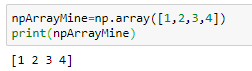 npArrayMine=np.array([1,2,3,4])
print(npArrayMine)
[1 2 3 4]